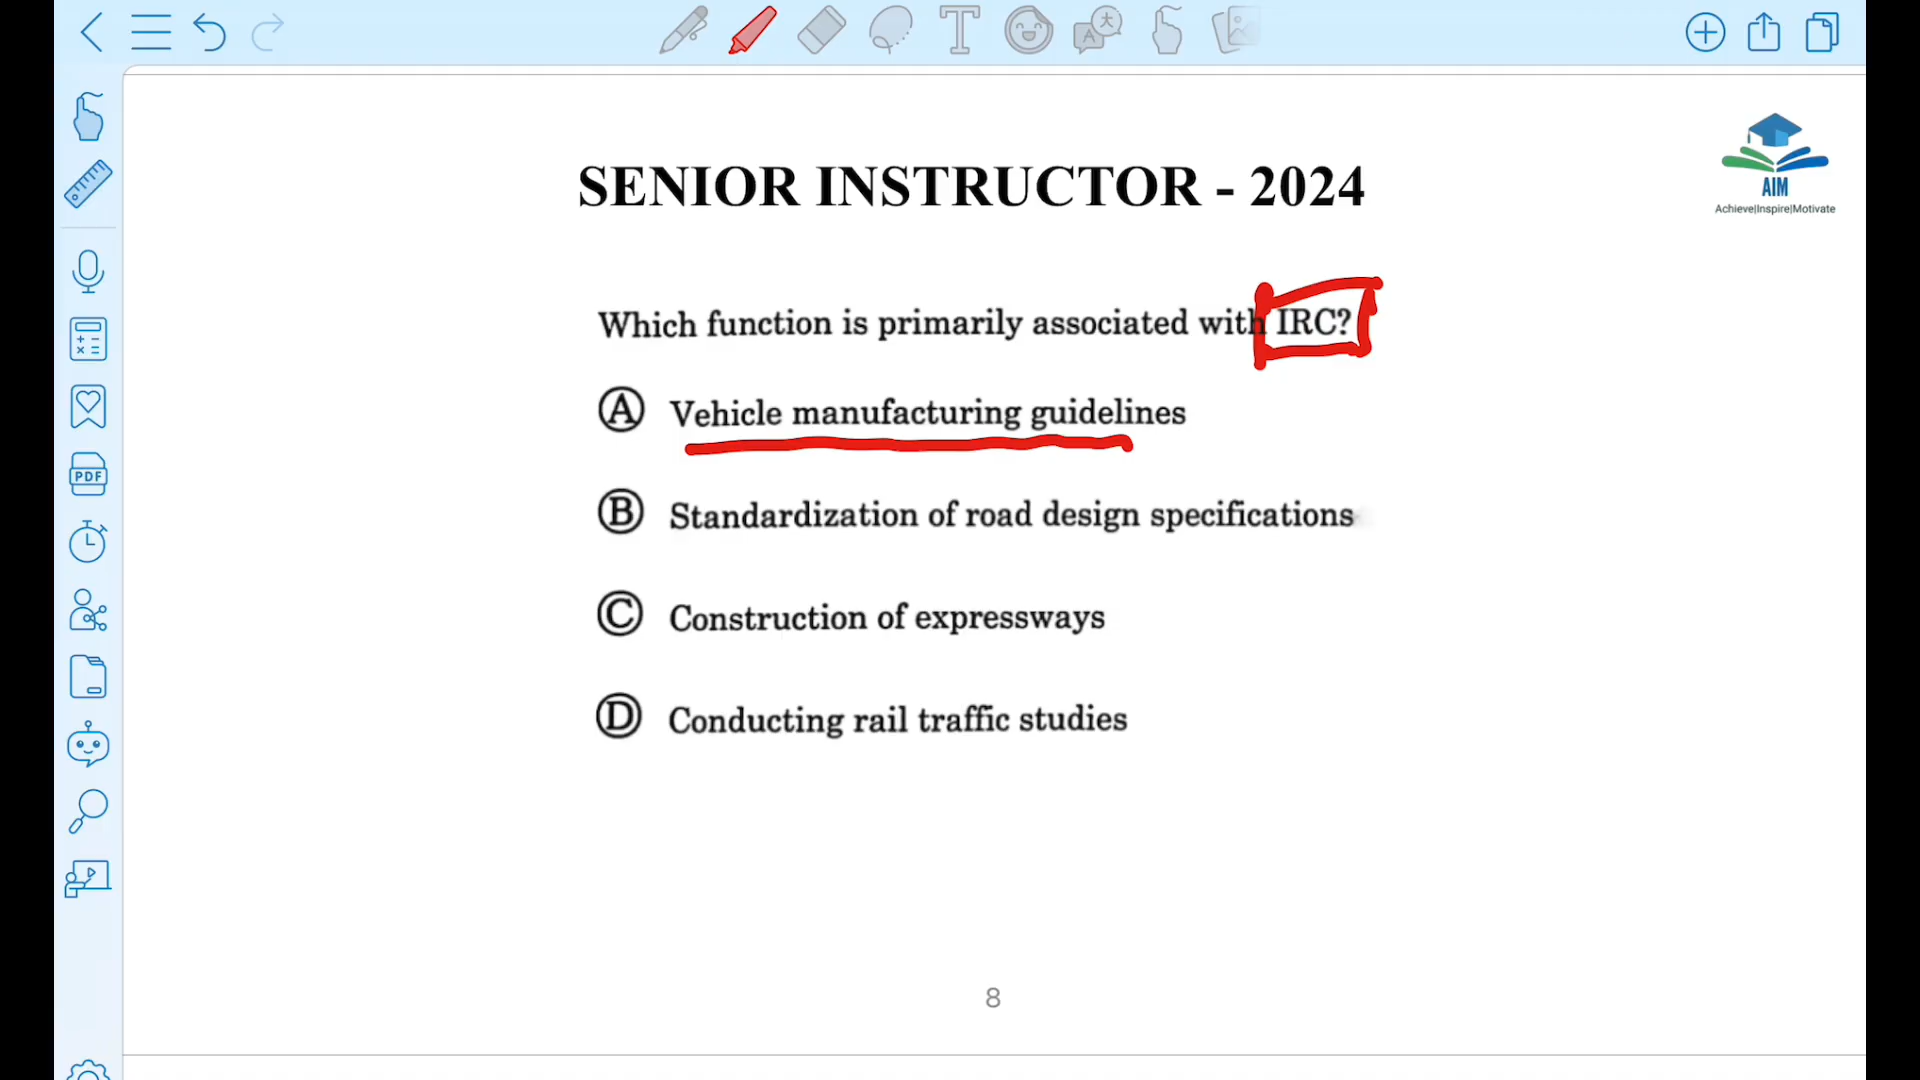 SENIOR INSTRUCTOR - 2024
AIM
Achieve|Inspire|Motivate
Which function is primarily associated with IRC?
Ⓐ Vehicle manufacturing guidelines
Ⓑ Standardization of road design specifications
Ⓒ Construction of expressways
Ⓓ Conducting rail traffic studies
PDF
8